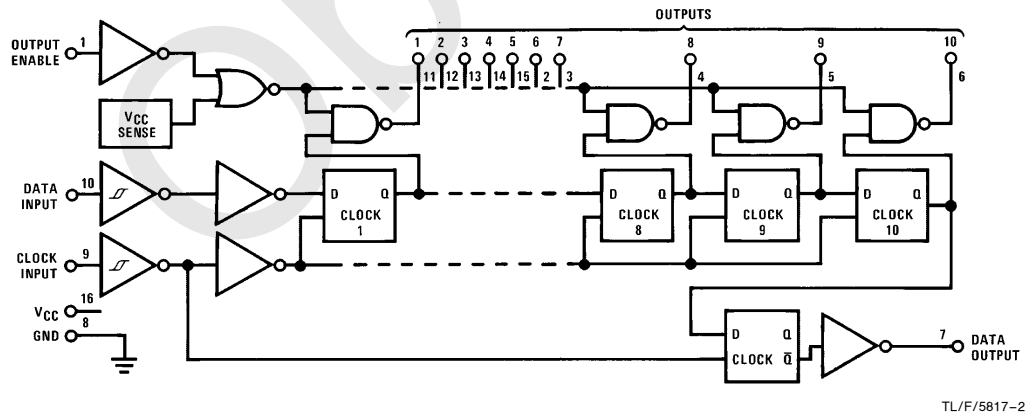 OUTPUTS
1 2 3 4 5 6 7 8 9 10
OUTPUT
ENABLE
1
11 12 13 14 15 2 3 4 5 6
VCC
SENSE
DATA
INPUT
10
D Q
CLOCK
1
D Q
CLOCK
8
D Q
CLOCK
9
D Q
CLOCK
10
CLOCK
INPUT
9
VCC
16
GND
8
D Q
CLOCK Q̅
7
DATA
OUTPUT
TL/F/5817–2